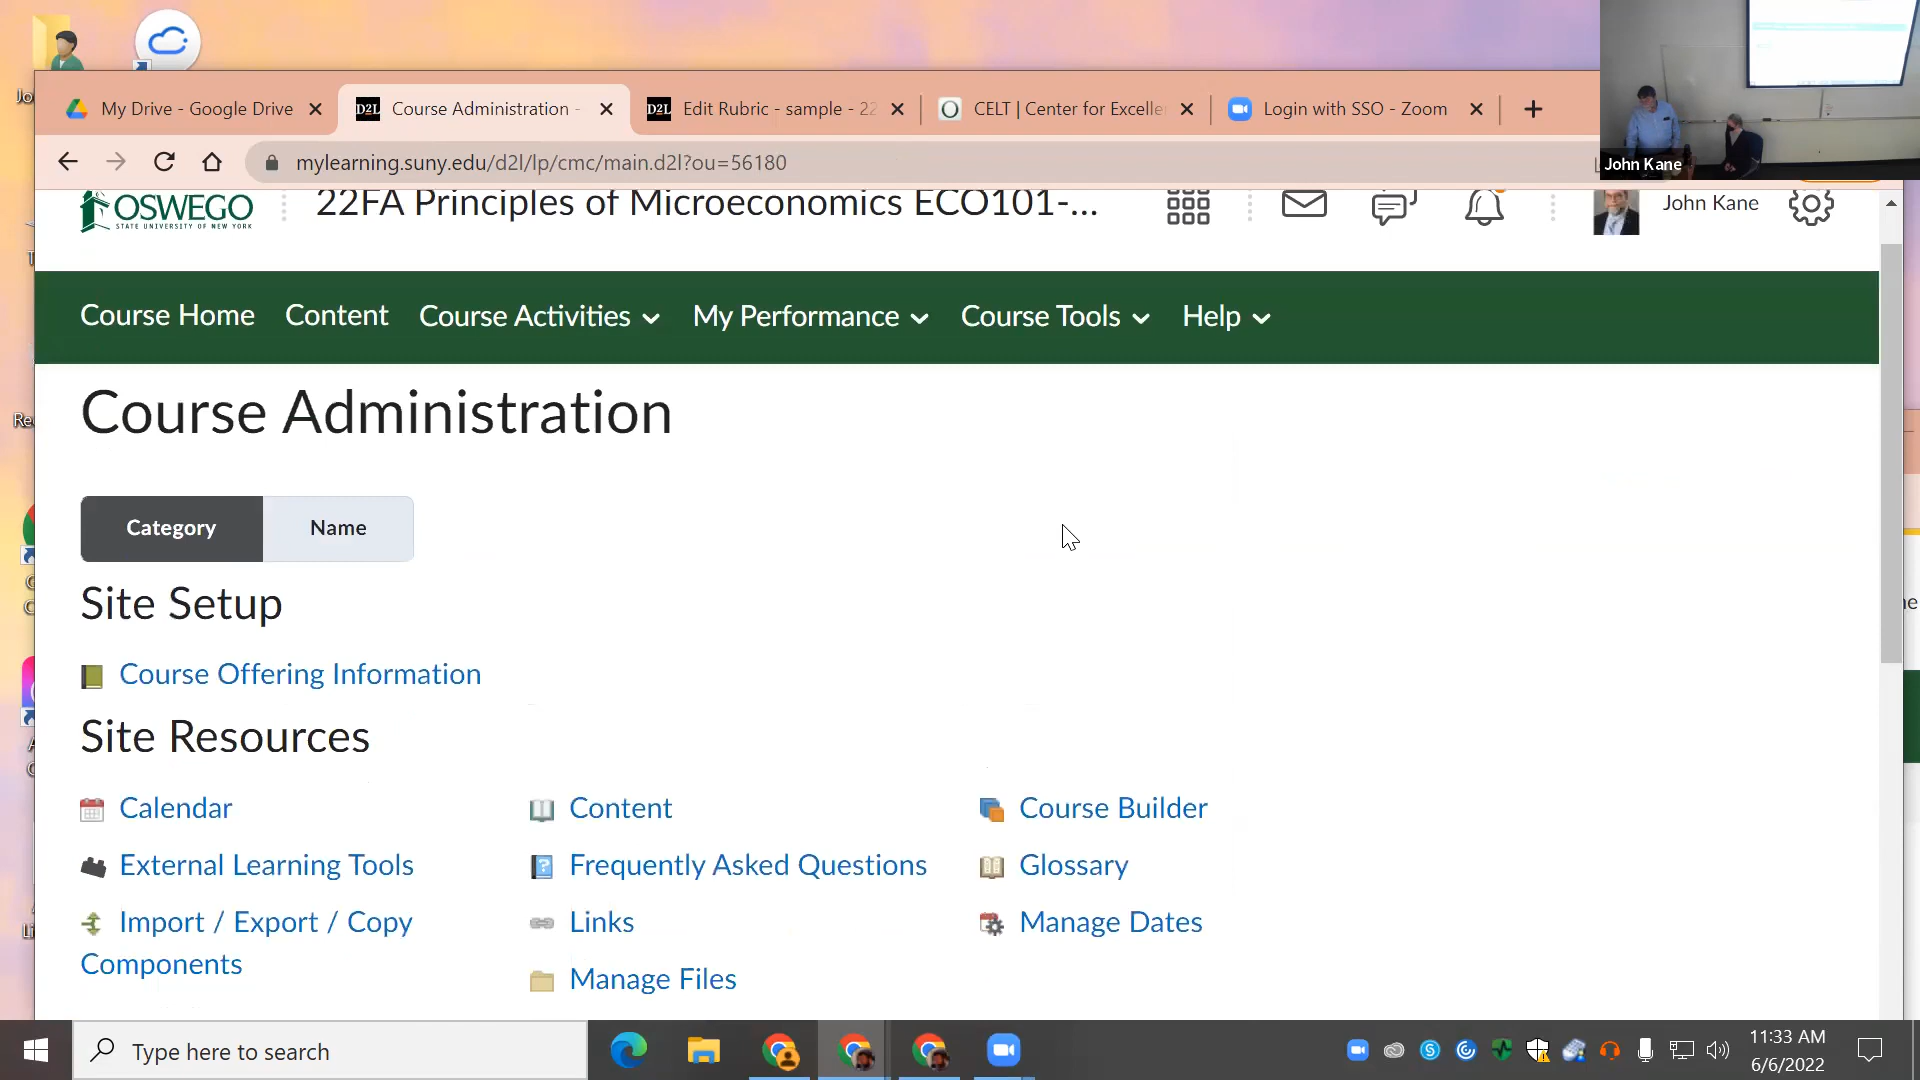 My Drive - Google Drive
Course Administration -
Edit Rubric - sample - 22
CELT | Center for Excelle
Login with SSO - Zoom
mylearning.suny.edu/d2l/lp/cmc/main.d2l?ou=56180
John Kane
OSWEGO
STATE UNIVERSITY OF NEW YORK
22FA Principles of Microeconomics ECO101-...
John Kane
Course Home
Content
Course Activities
My Performance
Course Tools
Help
Course Administration
Category
Name
Site Setup
Course Offering Information
Site Resources
Calendar
Content
Course Builder
External Learning Tools
Frequently Asked Questions
Glossary
Import / Export / Copy
Components
Links
Manage Dates
Manage Files
Type here to search
11:33 AM
6/6/2022